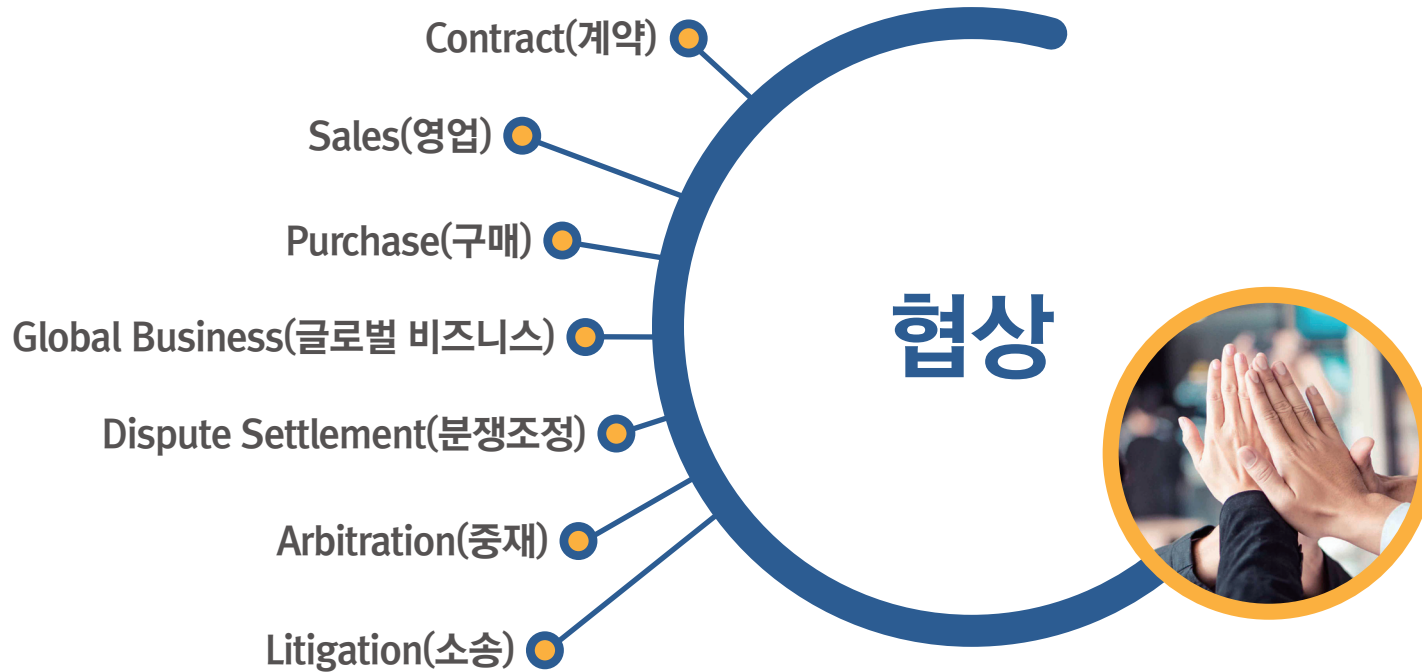 Contract(계약)
Sales(영업)
Purchase(구매)
Global Business(글로벌 비즈니스)
Dispute Settlement(분쟁조정)
Arbitration(중재)
Litigation(소송)
협상